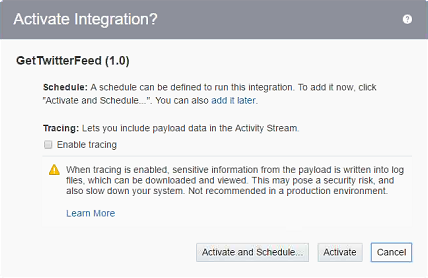 Activate Integration?
?
GetTwitterFeed (1.0)
Schedule: A schedule can be defined to run this integration. To add it now, click
"Activate and Schedule...". You can also add it later.
Tracing: Lets you include payload data in the Activity Stream.
Enable tracing
When tracing is enabled, sensitive information from the payload is written into log
files, which can be downloaded and viewed. This may pose a security risk, and
also slow down your system. Not recommended in a production environment.
Learn More
Activate and Schedule... Activate Cancel